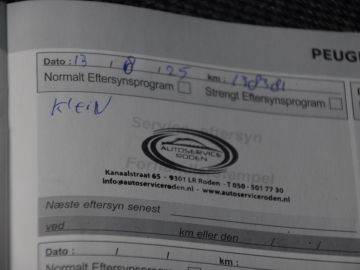 PEUG
Dato: 13 / 8 / 25 km: 138381
Normalt Eftersynsprogram Strengt Eftersynsprogram
KleiN
Service eftersyn
AUTOSERVICE
RODEN
stempel
Kanaalstraat 65 - 9301 LR Roden - T 050 - 501 77 30
info@autoserviceroden.nl - www.autoserviceroden.nl
Næste eftersyn senest
ved km eller den / /
Dato: / / km:
Normalt Eftersynsprogram